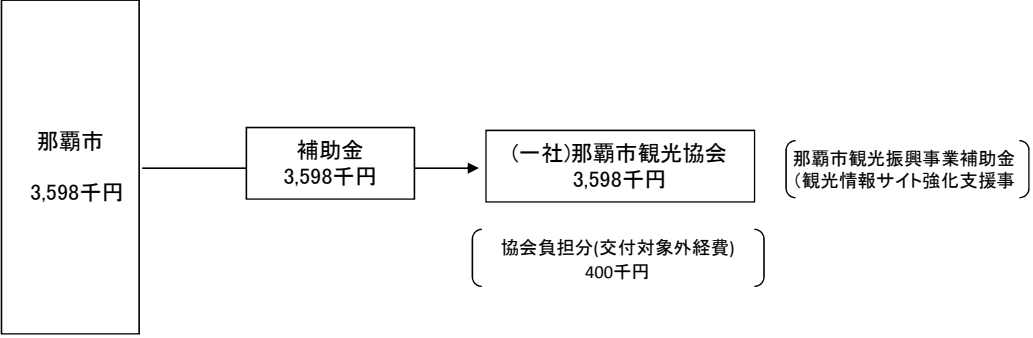 那覇市
3,598千円
補助金
3,598千円
(一社)那覇市観光協会
3,598千円
那覇市観光振興事業補助金
(観光情報サイト強化支援事
協会負担分(交付対象外経費)
400千円